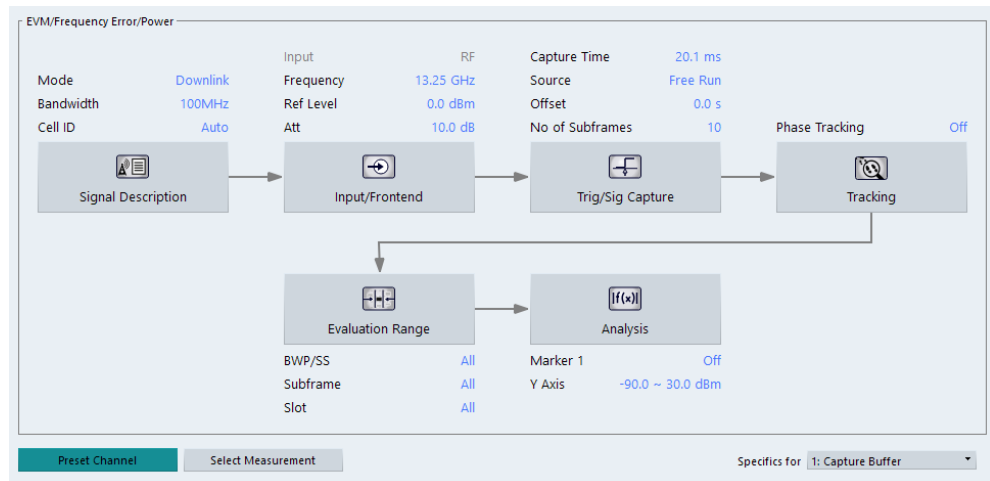 EVM/Frequency Error/Power
Input RF Capture Time 20.1 ms
Mode Downlink Frequency 13.25 GHz Source Free Run
Bandwidth 100MHz Ref Level 0.0 dBm Offset 0.0 s
Cell ID Auto Att 10.0 dB No of Subframes 10 Phase Tracking Off
Signal Description Input/Frontend Trig/Sig Capture Tracking
|f(x)|
Evaluation Range Analysis
BWP/SS All Marker 1 Off
Subframe All Y Axis -90.0 ~ 30.0 dBm
Slot All
Preset Channel Select Measurement Specifics for 1: Capture Buffer